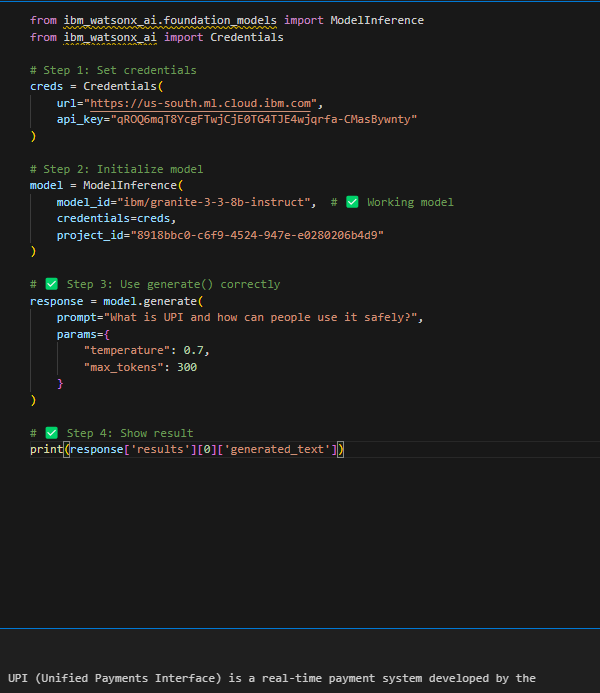 from ibm_watsonx_ai.foundation_models import ModelInference
from ibm_watsonx_ai import Credentials
# Step 1: Set credentials
creds = Credentials(
url="https://us-south.ml.cloud.ibm.com",
api_key="qROQ6mqT8YcgFTwjCjE0TG4TJE4wjqrfa-CMasBywnty"
)
# Step 2: Initialize model
model = ModelInference(
model_id="ibm/granite-3-3-8b-instruct",  # ✅ Working model
credentials=creds,
project_id="8918bbc0-c6f9-4524-947e-e0280206b4d9"
)
# ✅ Step 3: Use generate() correctly
response = model.generate(
prompt="What is UPI and how can people use it safely?",
params={
"temperature": 0.7,
"max_tokens": 300
}
)
# ✅ Step 4: Show result
print(response['results'][0]['generated_text'])
UPI (Unified Payments Interface) is a real-time payment system developed by the